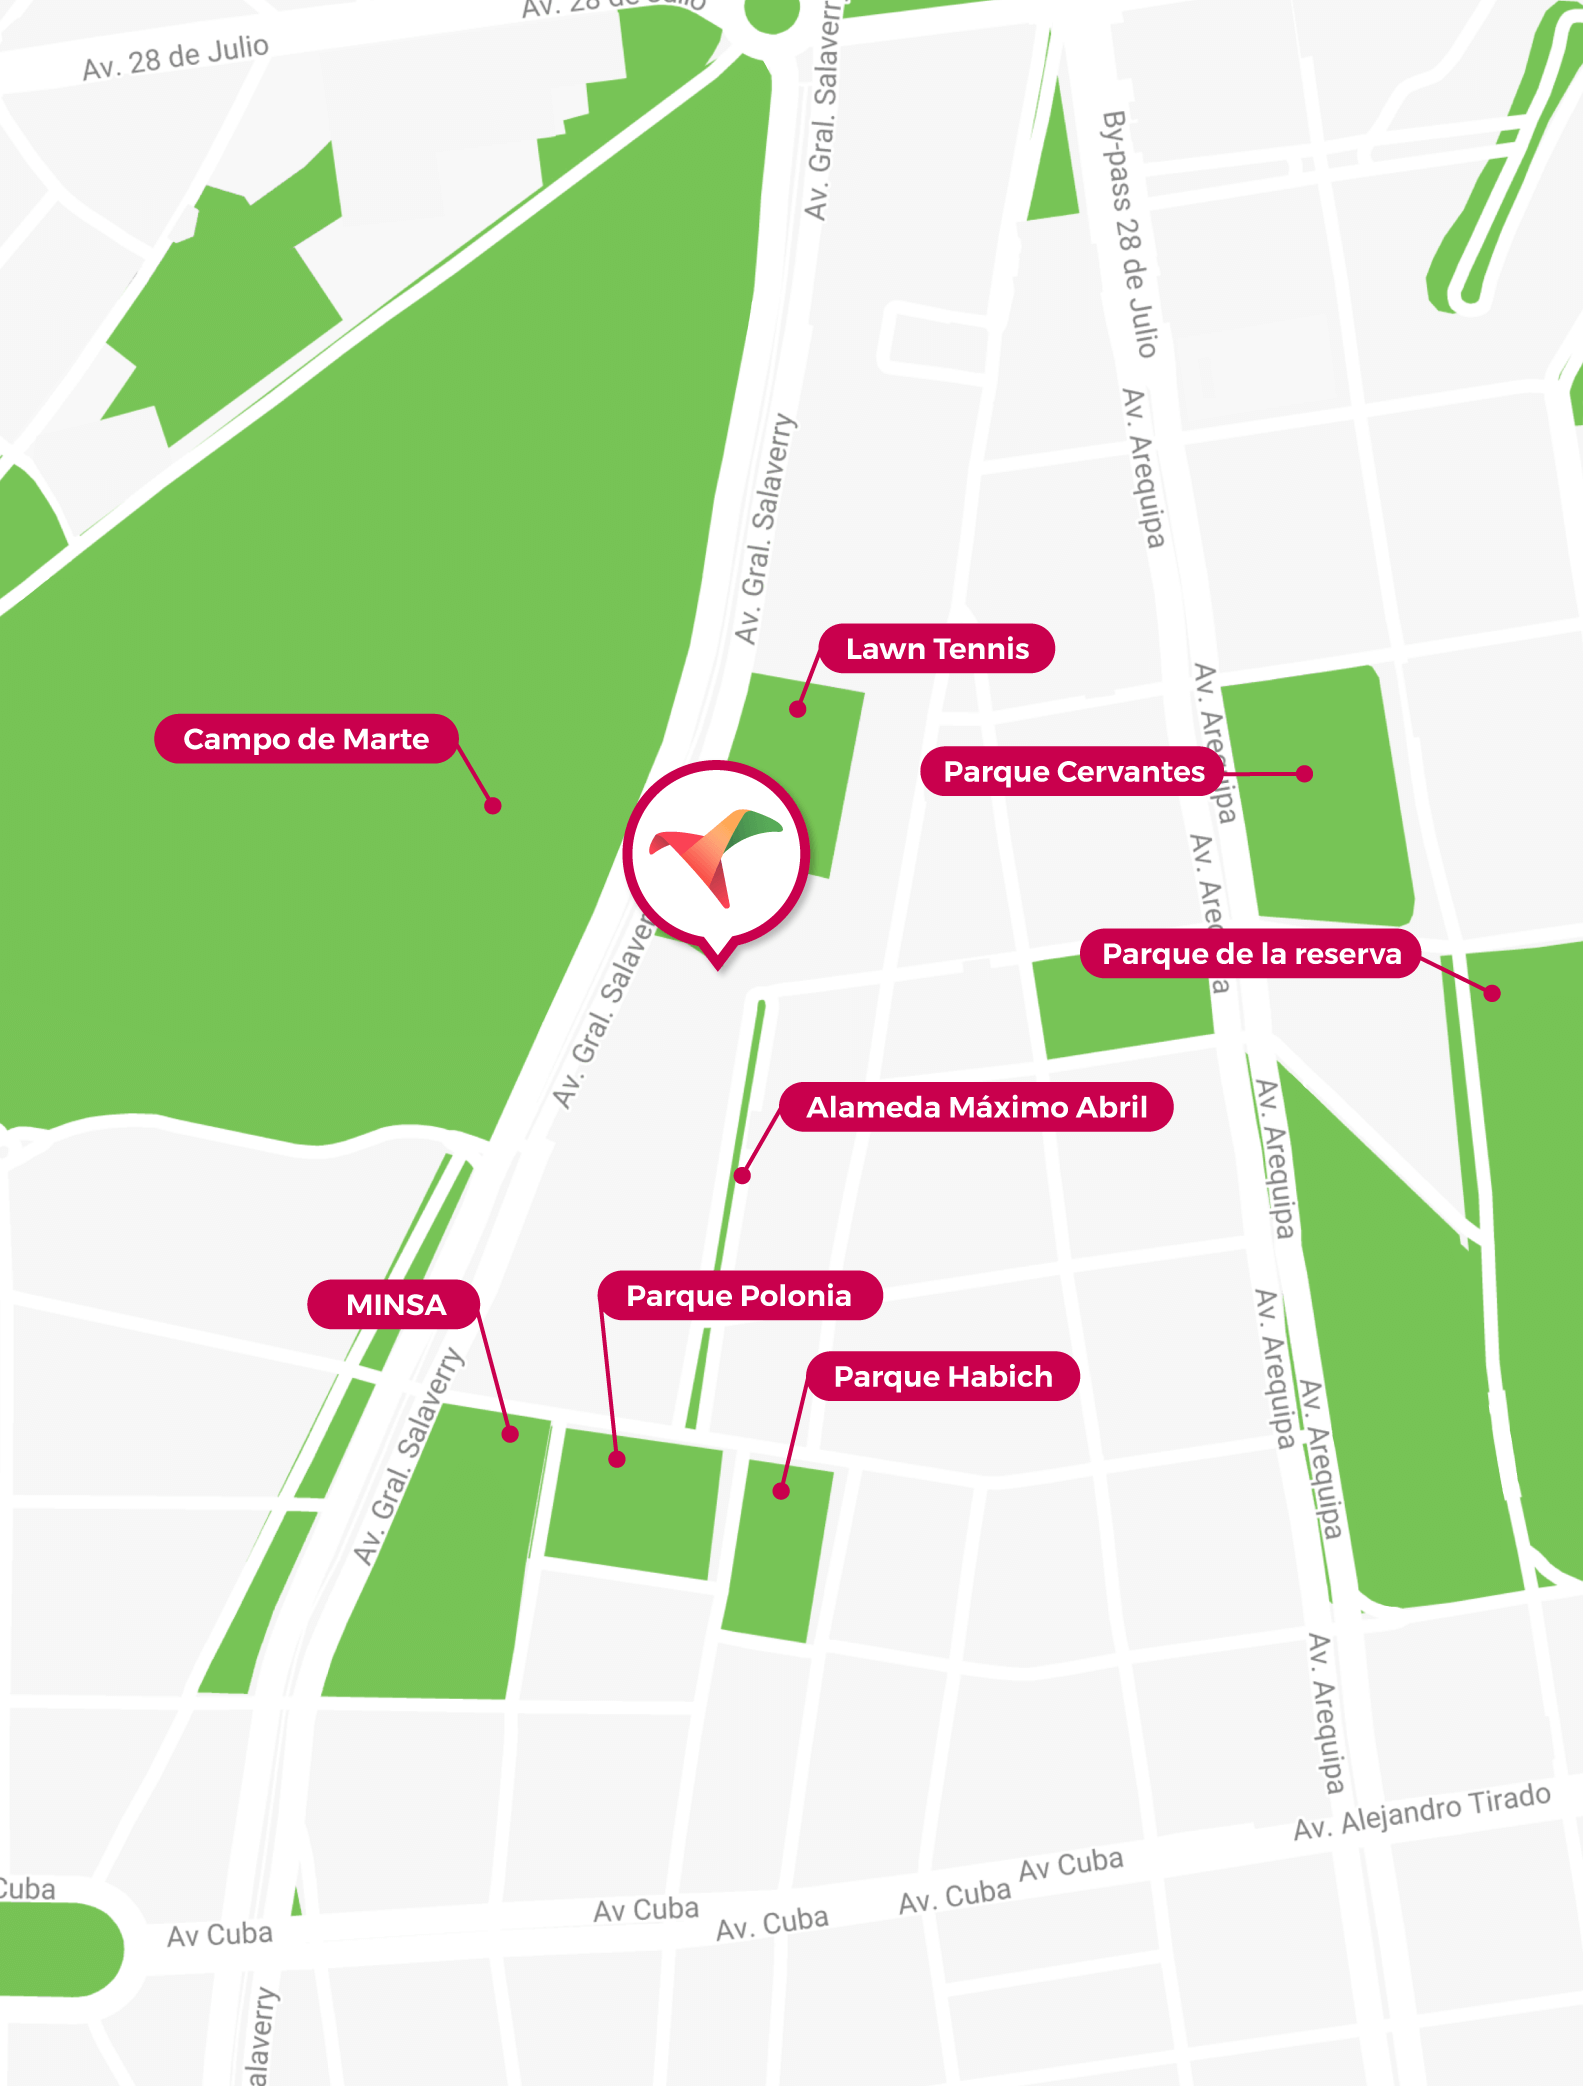 Av. 28 de Julio
Av. 28 de Julio
Av. Gral. Salaverry
By-pass 28 de Julio
Av. Arequipa
Av. Gral. Salaverry
Lawn Tennis
Campo de Marte
Av. Arequipa
Parque Cervantes
Av. Arequipa
Parque de la reserva
Av. Gral. Salaverry
Alameda Máximo Abril
Av. Arequipa
MINSA
Parque Polonia
Av. Arequipa
Parque Habich
Av. Gral. Salaverry
Av. Arequipa
Av. Arequipa
Av. Alejandro Tirado
Av Cuba
Cuba
Av. Cuba
Av Cuba
Av. Cuba
Av Cuba
alaverry